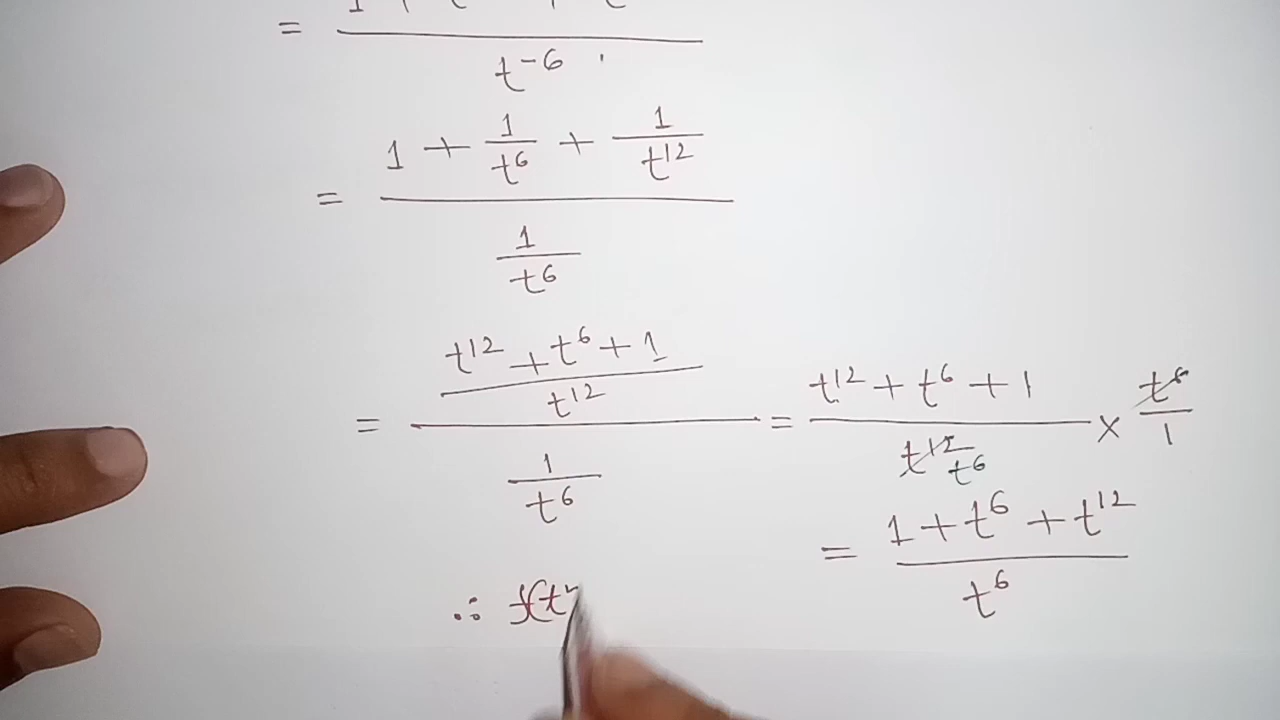 = / t⁻⁶
= (1 + 1/t⁶ + 1/t¹²) / (1/t⁶)
= ((t¹² + t⁶ + 1)/t¹²) / (1/t⁶) = (t¹² + t⁶ + 1)/(t¹² t⁶) × t⁶/1
= (1 + t⁶ + t¹²)/t⁶
∴ f(t